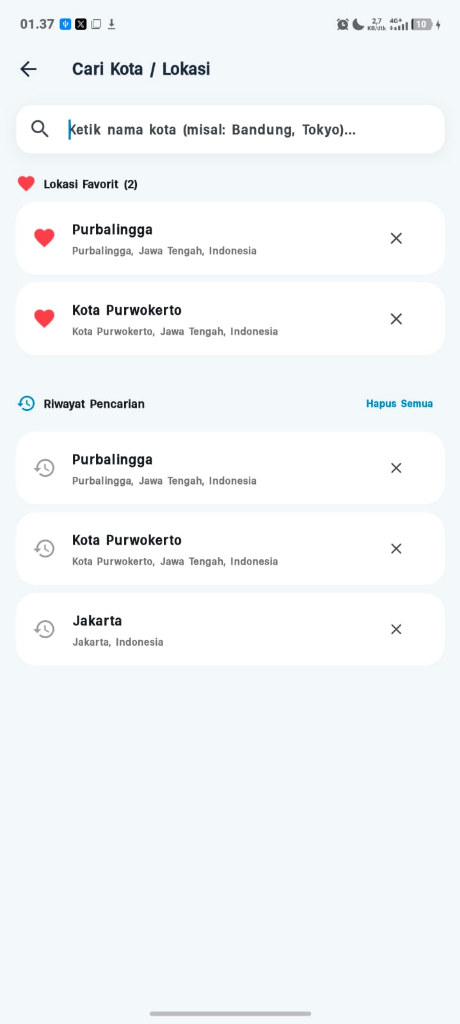 01.37
2,7
KB/dtk
4G+
10
Cari Kota / Lokasi
Ketik nama kota (misal: Bandung, Tokyo)...
Lokasi Favorit (2)
Purbalingga
Purbalingga, Jawa Tengah, Indonesia
Kota Purwokerto
Kota Purwokerto, Jawa Tengah, Indonesia
Riwayat Pencarian
Hapus Semua
Purbalingga
Purbalingga, Jawa Tengah, Indonesia
Kota Purwokerto
Kota Purwokerto, Jawa Tengah, Indonesia
Jakarta
Jakarta, Indonesia